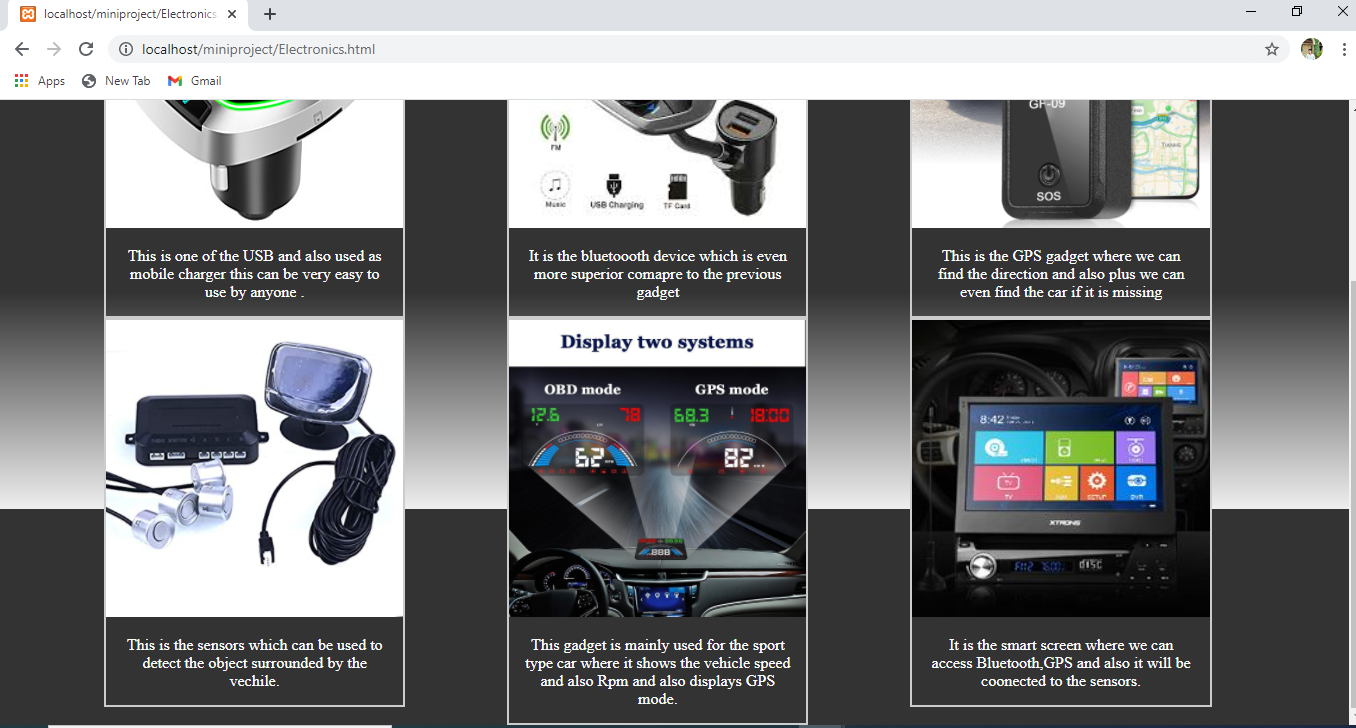 localhost/miniproject/Electronics
localhost/miniproject/Electronics.html
Apps
New Tab
Gmail
FM
Music
USB Charging
TF Card
GF-09
TIANHE
SOS
This is one of the USB and also used as
mobile charger this can be very easy to
use by anyone .
It is the bluetoooth device which is even
more superior comapre to the previous
gadget
This is the GPS gadget where we can
find the direction and also plus we can
even find the car if it is missing
Display two systems
OBD mode
GPS mode
12.6
78
68.3
18:00
62
82
888
8:42
TV
SETUP
DVR
XTRONS
DISC
This is the sensors which can be used to
detect the object surrounded by the
vechile.
This gadget is mainly used for the sport
type car where it shows the vehicle speed
and also Rpm and also displays GPS
mode.
It is the smart screen where we can
access Bluetooth,GPS and also it will be
coonected to the sensors.